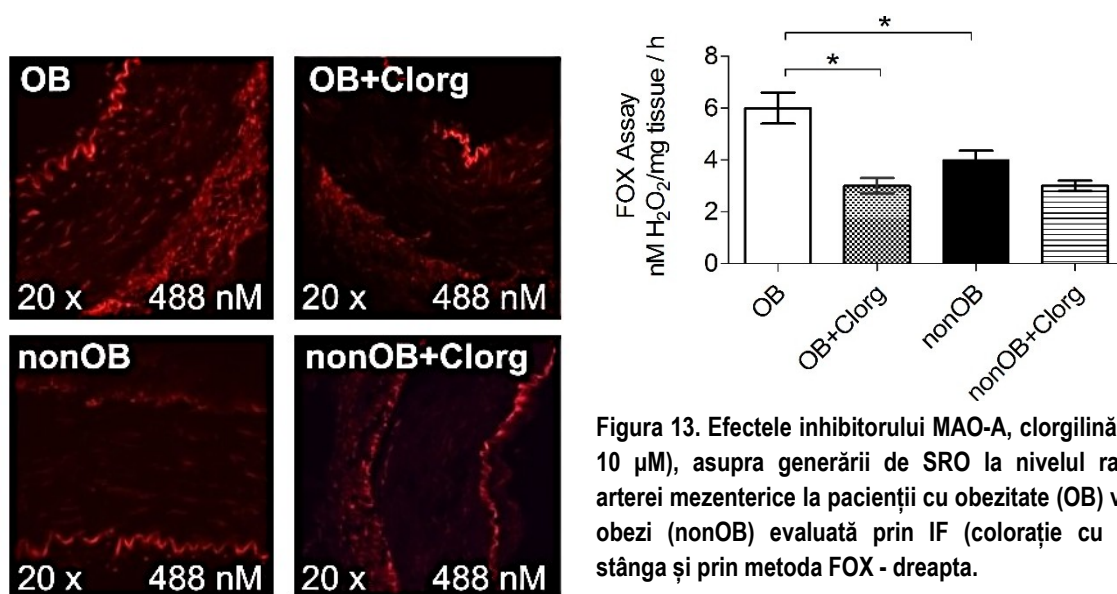 OB
20 x 488 nM
OB+Clorg
20 x 488 nM
nonOB
20 x 488 nM
nonOB+Clorg
20 x 488 nM
*
*
FOX Assay
nM H₂O₂/mg tissue / h
8
6
4
2
0
OB
OB+Clorg
nonOB
nonOB+Clorg
Figura 13. Efectele inhibitorului MAO-A, clorgilină
10 µM), asupra generării de SRO la nivelul
arterei mezenterice la pacienții cu obezitate (OB)
obezi (nonOB) evaluată prin IF (colorație cu
stânga și prin metoda FOX - dreapta.